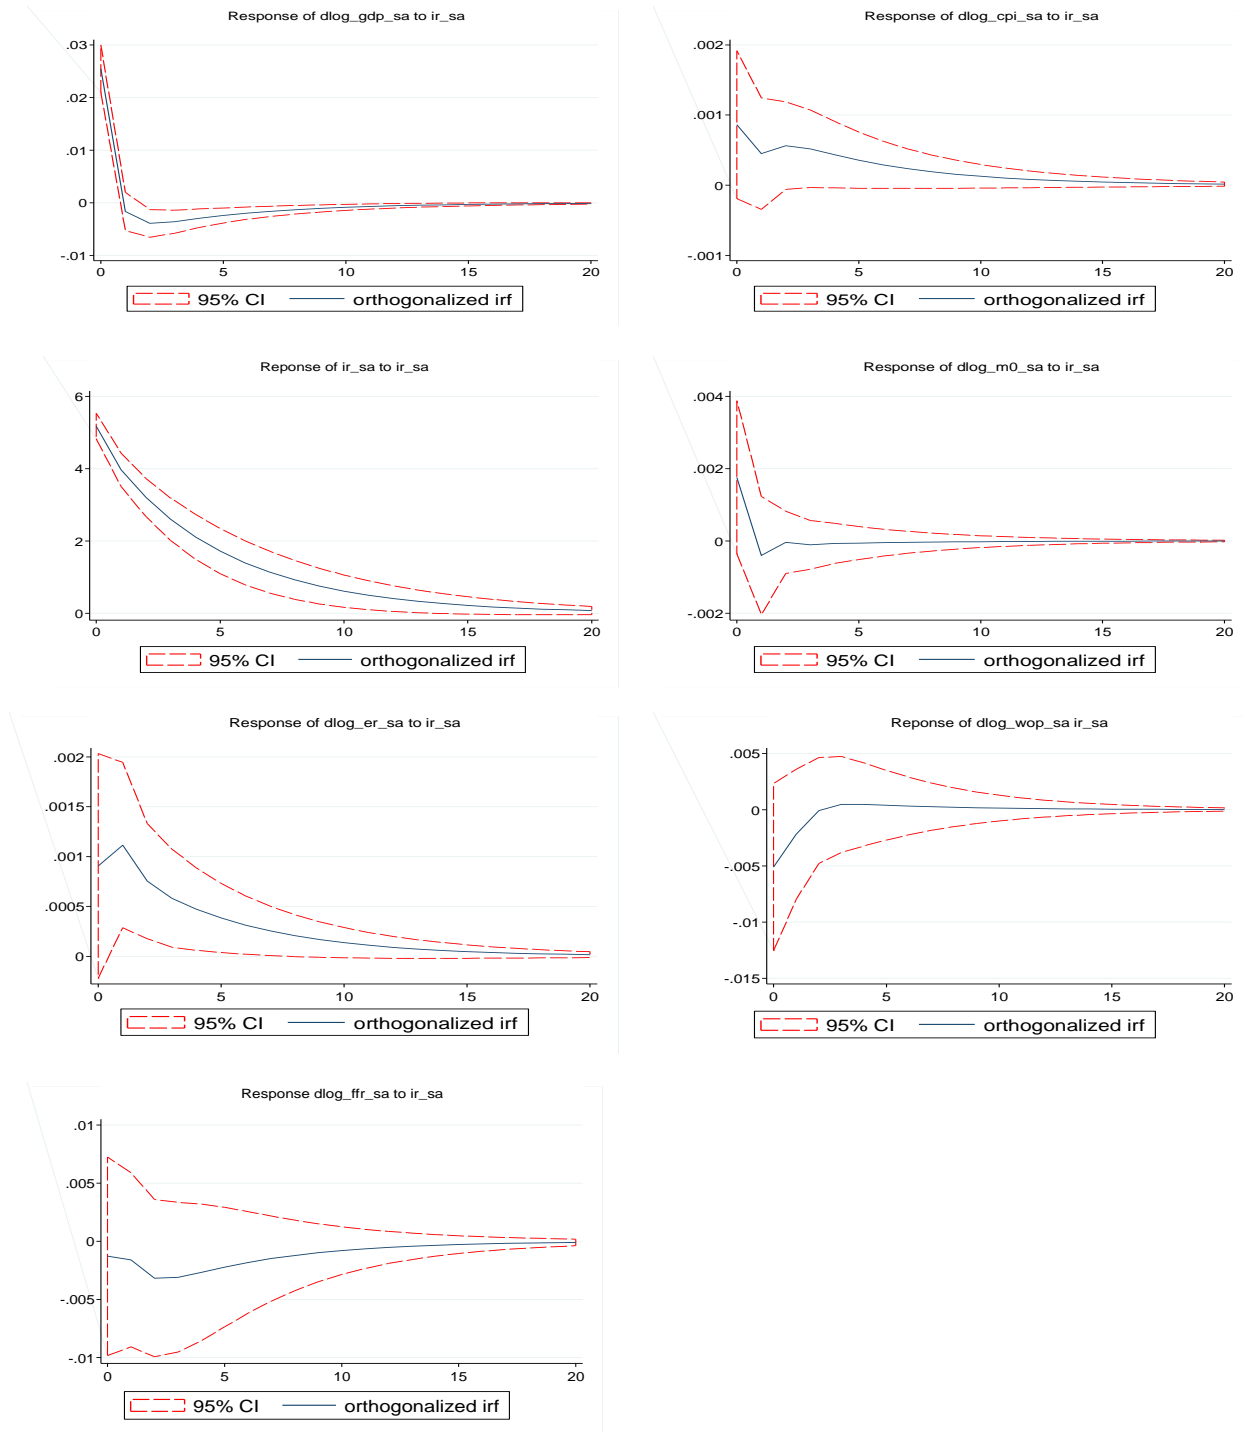 Response of dlog_gdp_sa to ir_sa
.03
.02
.01
0
-.01
0 5 10 15 20
95% CI orthogonalized irf
Response of dlog_cpi_sa to ir_sa
.002
.001
0
-.001
0 5 10 15 20
95% CI orthogonalized irf
Reponse of ir_sa to ir_sa
6
4
2
0
0 5 10 15 20
95% CI orthogonalized irf
Response of dlog_m0_sa to ir_sa
.004
.002
0
-.002
0 5 10 15 20
95% CI orthogonalized irf
Response of dlog_er_sa to ir_sa
.002
.0015
.001
.0005
0
0 5 10 15 20
95% CI orthogonalized irf
Reponse of dlog_wop_sa ir_sa
.005
0
-.005
-.01
-.015
0 5 10 15 20
95% CI orthogonalized irf
Response dlog_ffr_sa to ir_sa
.01
.005
0
-.005
-.01
0 5 10 15 20
95% CI orthogonalized irf